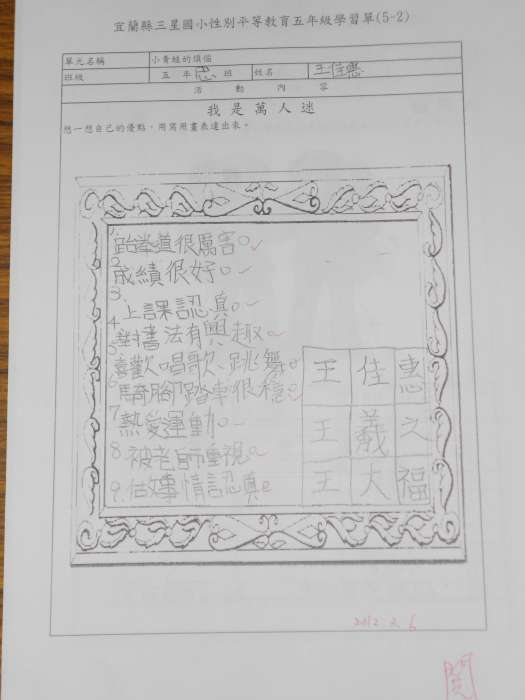 宜蘭縣三星國小性別平等教育五年級學習單(5-2)
單元名稱 小青蛙的煩惱
班級 五年忠班 姓名 王佳惠
活動內容
我是萬人迷
想一想自己的優點，用寫用畫表達出來。
1. 跆拳道很厲害。
2. 成績很好。
3. 上課認真。
4. 對書法有興趣。
5. 喜歡唱歌、跳舞。
6. 騎腳踏車很穩。
7. 熱愛運動。
8. 被老師重視。
9. 做事情認真。
王佳惠
王羲之
王大福
2012.2.6
閱